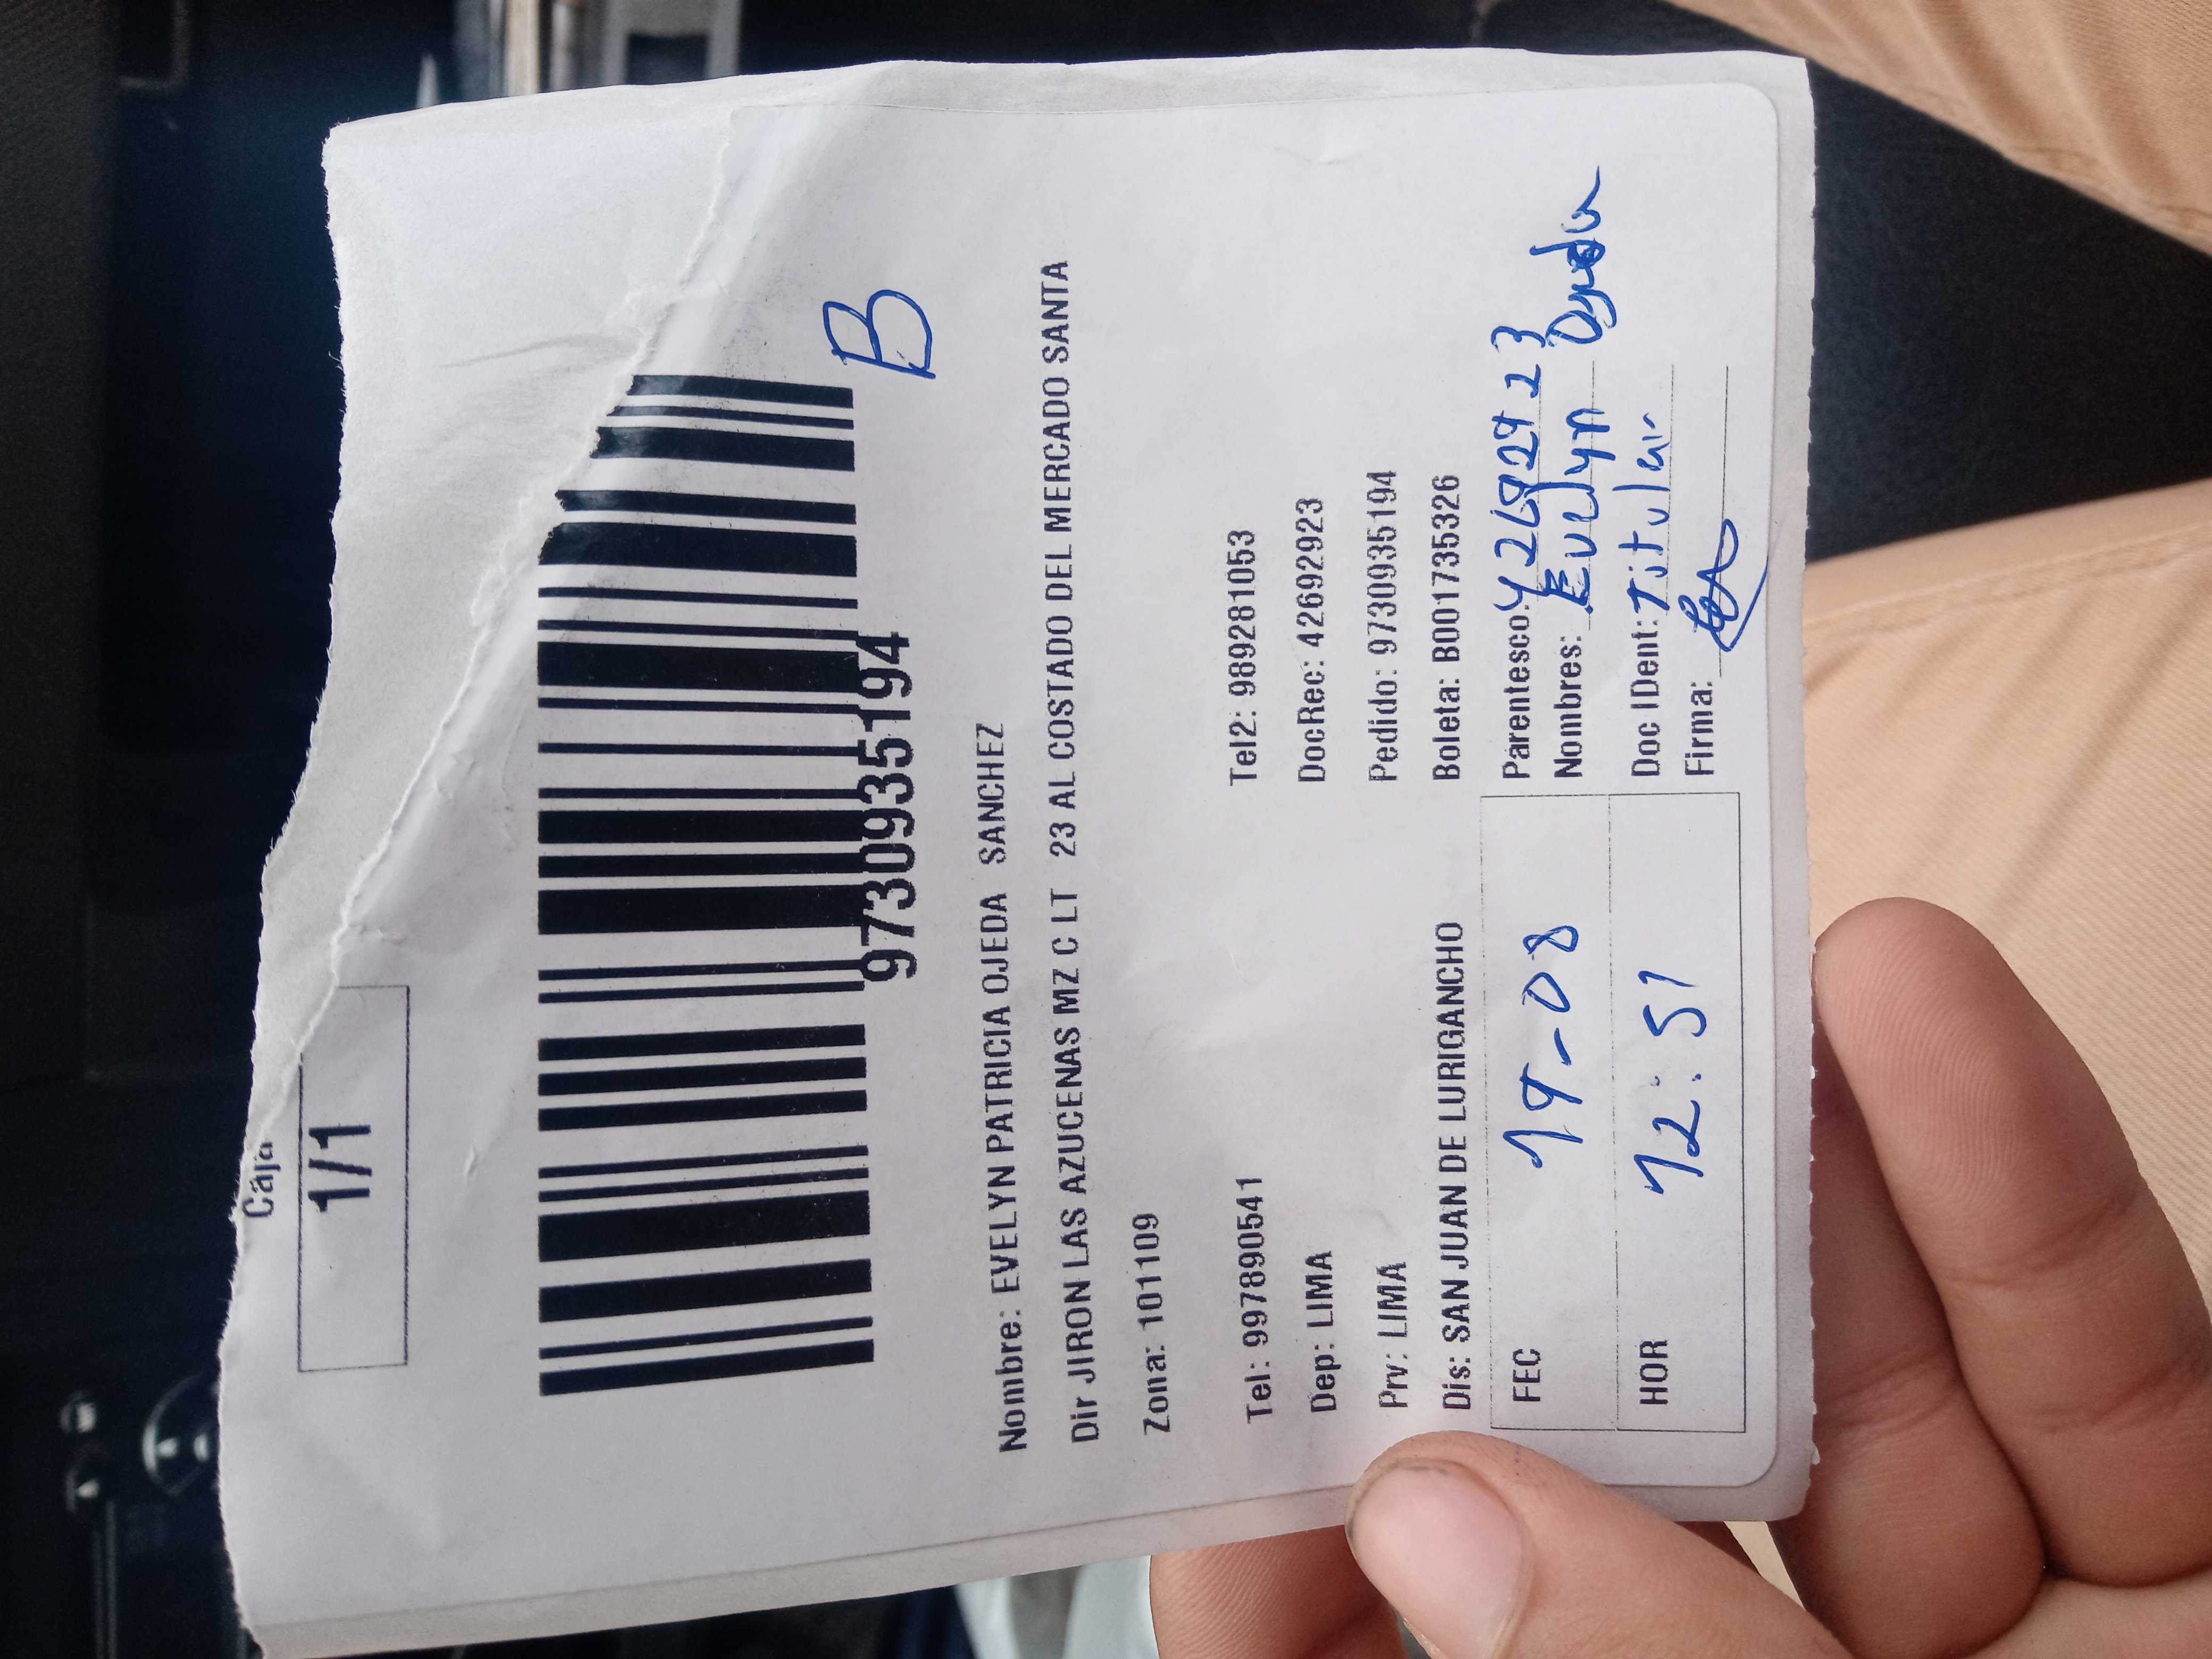 Caja
1/1
9730935194
B
Nombre: EVELYN PATRICIA OJEDA SANCHEZ
Dir JIRON LAS AZUCENAS MZ C LT 23 AL COSTADO DEL MERCADO SANTA
Zona: 101109
Tel: 997890541 Tel2: 989281053
Dep: LIMA DocRec: 42692923
Prv: LIMA Pedido: 9730935194
Dis: SAN JUAN DE LURIGANCHO Boleta: B001735326
FEC 19-08 Parentesco: 42692923
Nombres: Evelyn Ojeda
HOR 12:51 Doc IDent: Titular
Firma: